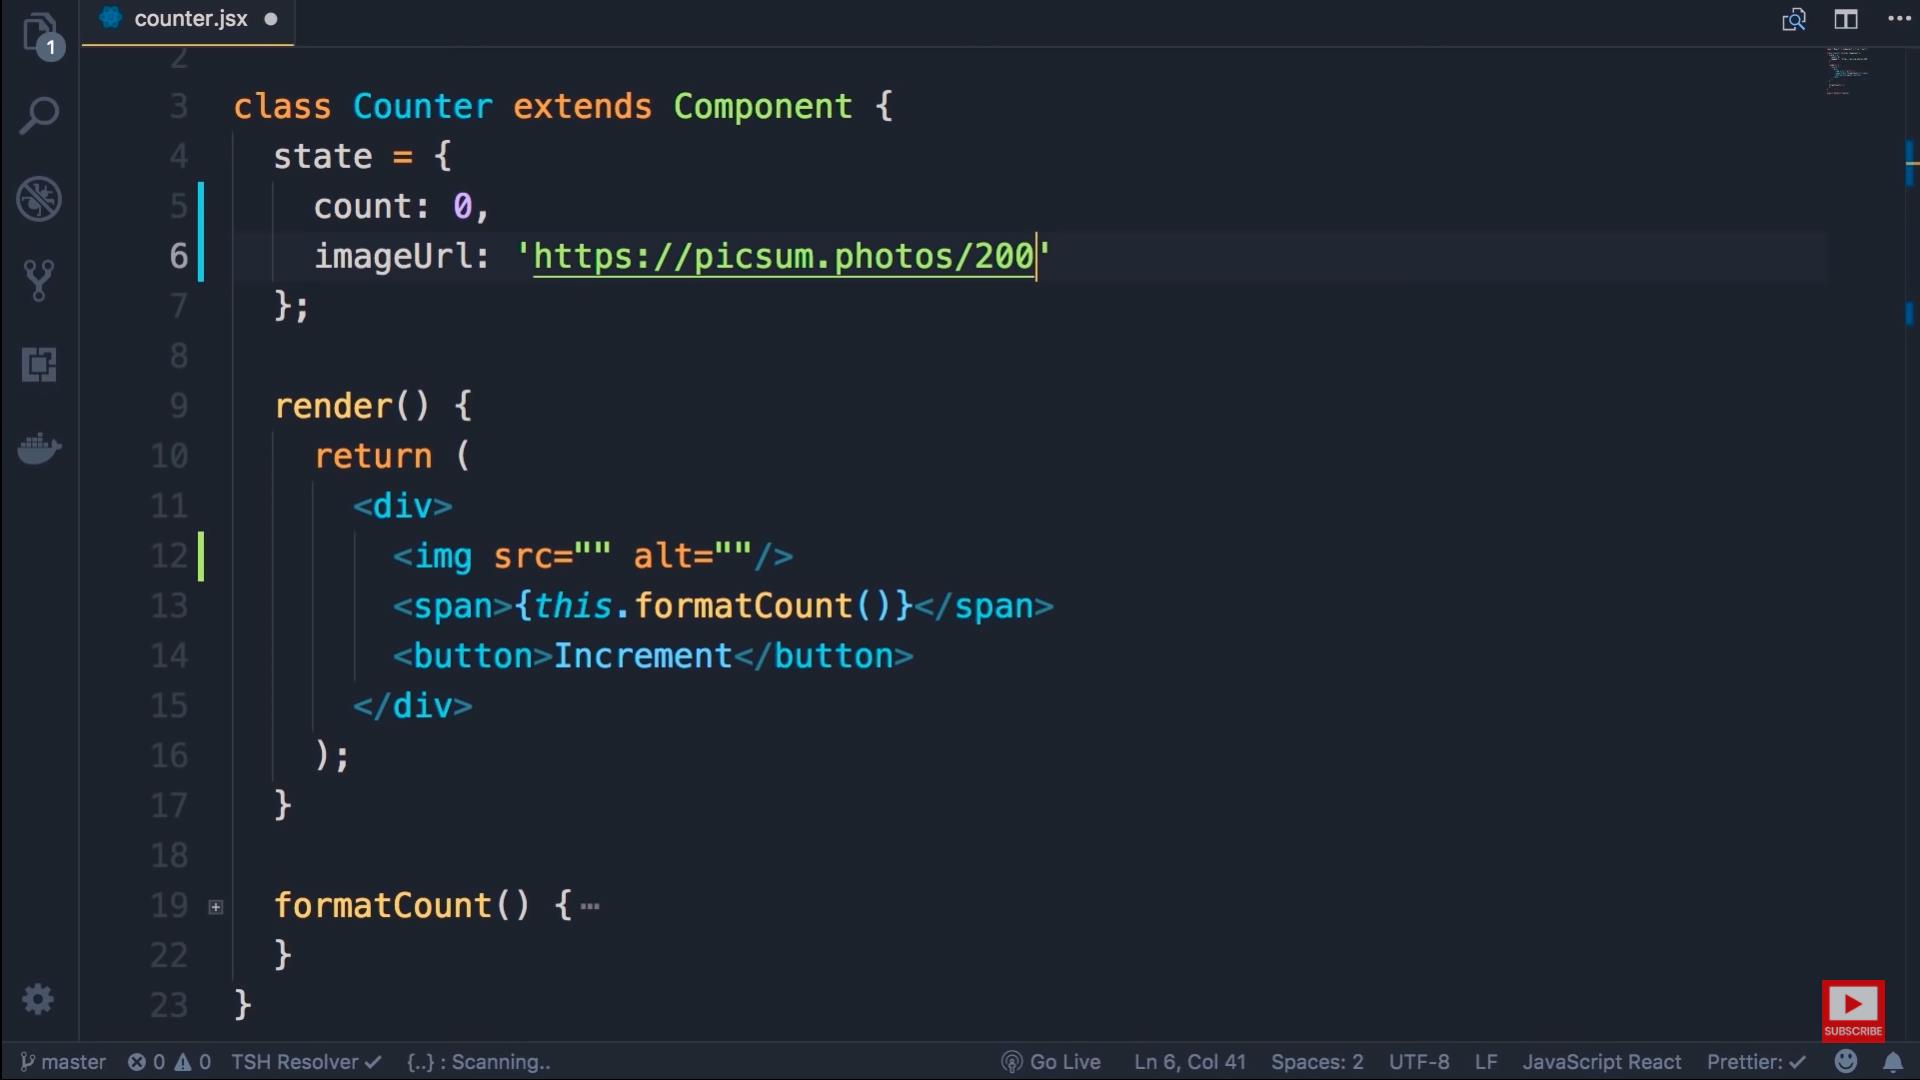 counter.jsx
1
2
3 class Counter extends Component {
4 state = {
5 count: 0,
6 imageUrl: 'https://picsum.photos/200'
7 };
8
9 render() {
10 return (
11 <div>
12 <img src="" alt=""/>
13 <span>{this.formatCount()}</span>
14 <button>Increment</button>
15 </div>
16 );
17 }
18
19 formatCount() {…
22 }
23 }
SUBSCRIBE
master 0 0 TSH Resolver ✓ {..} : Scanning.. Go Live Ln 6, Col 41 Spaces: 2 UTF-8 LF JavaScript React Prettier: ✓